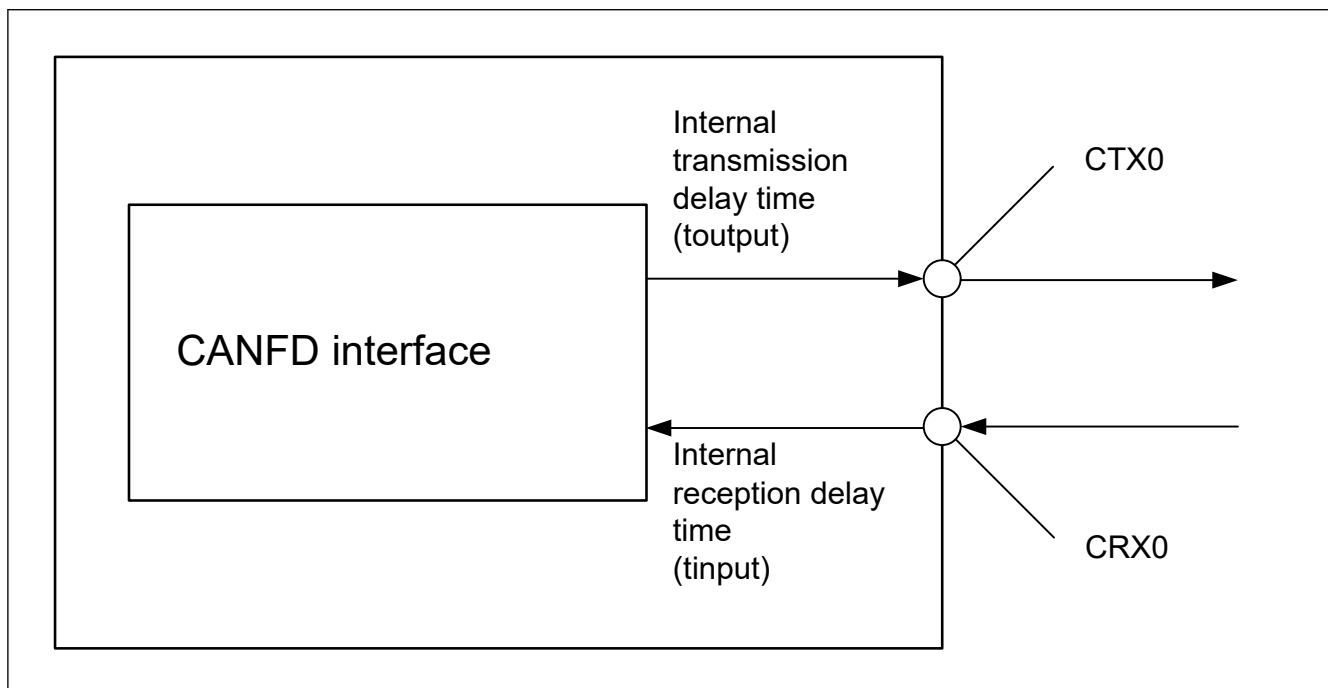 Internal
transmission
delay time
(toutput)
CTX0
CANFD interface
Internal
reception delay
time
(tinput)
CRX0